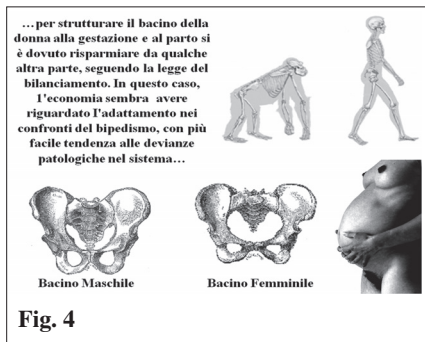 …per strutturare il bacino della
donna alla gestazione e al parto si
è dovuto risparmiare da qualche
altra parte, seguendo la legge del
bilanciamento. In questo caso,
l'economia sembra avere
riguardato l'adattamento nei
confronti del bipedismo, con più
facile tendenza alle devianze
patologiche nel sistema…
Bacino Maschile
Bacino Femminile
Fig. 4